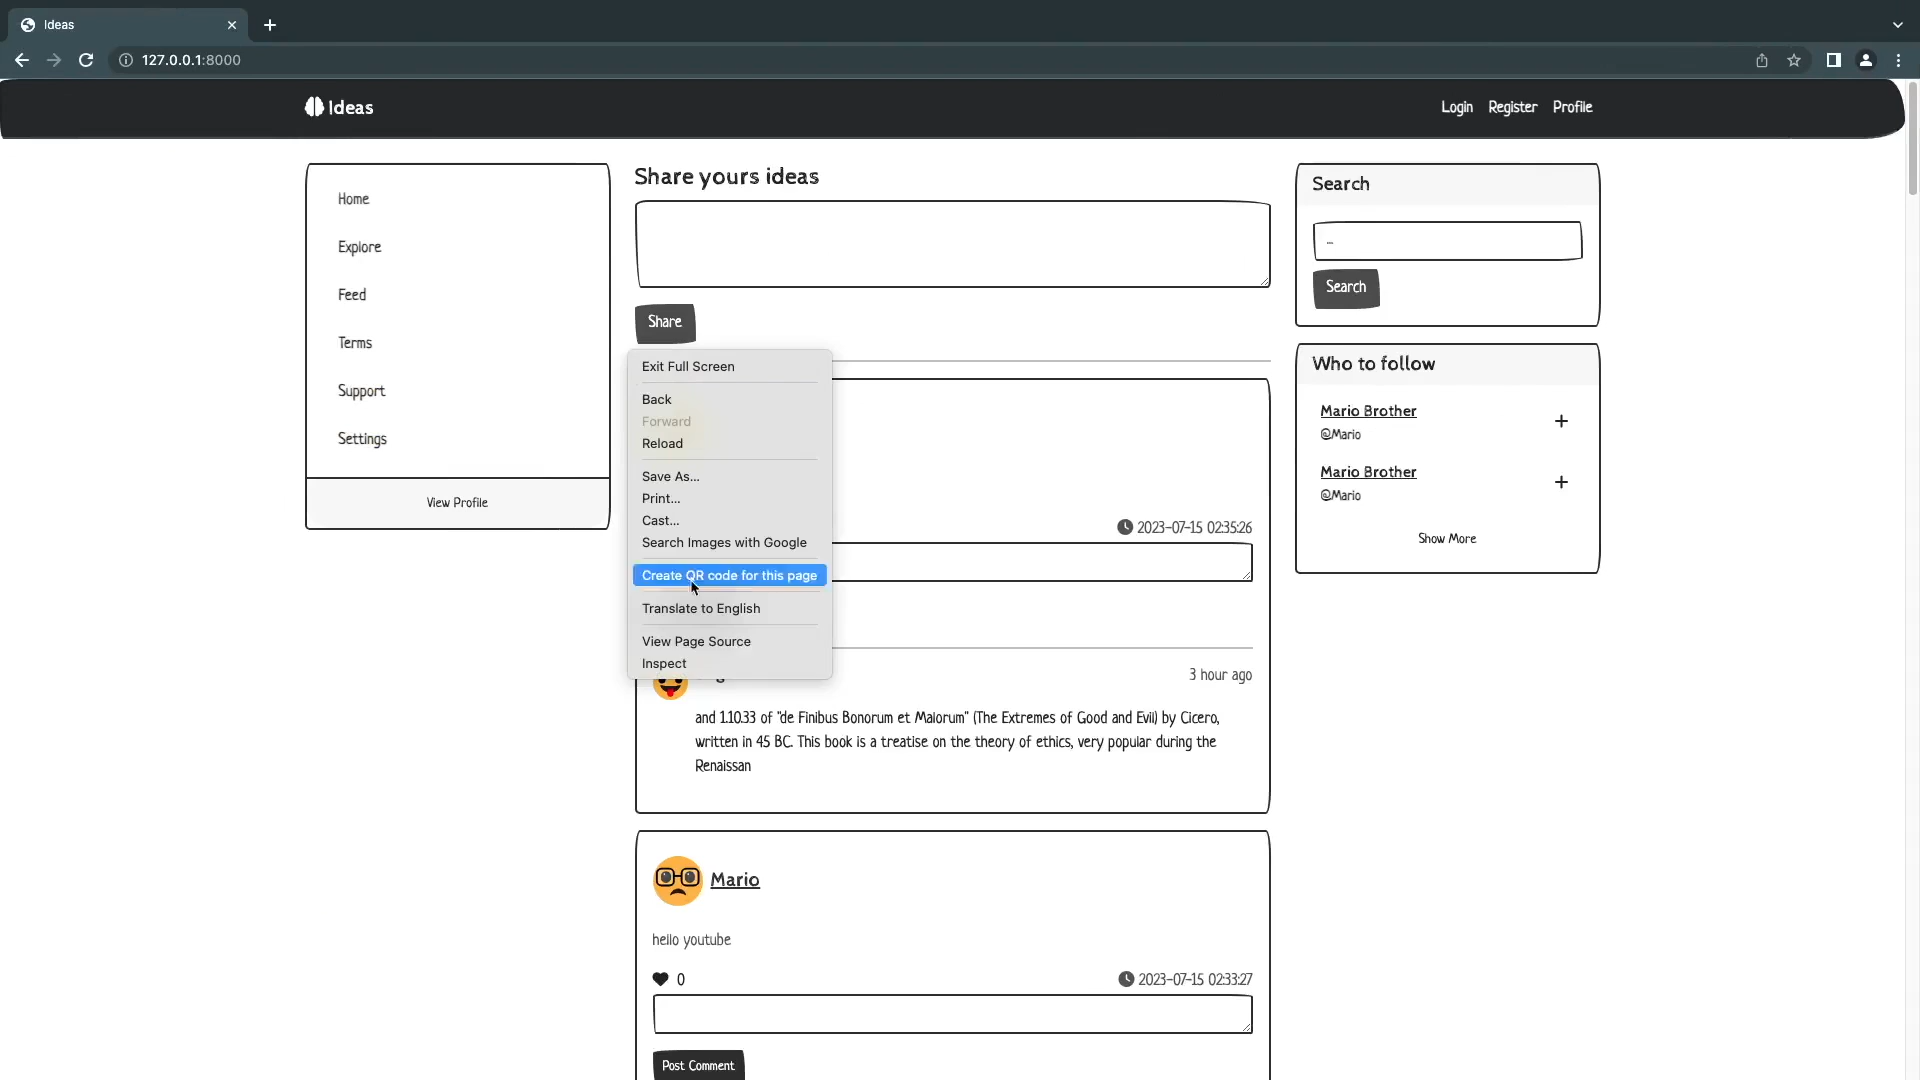 Ideas
127.0.0.1:8000
Ideas
Login Register Profile
Home
Explore
Feed
Terms
Support
Settings
View Profile
Share yours ideas
Share
Exit Full Screen
Back
Forward
Reload
Save As...
Print...
Cast...
Search Images with Google
Create QR code for this page
Translate to English
View Page Source
Inspect
2023-07-15 02:35:26
3 hour ago
and 1.10.33 of "de Finibus Bonorum et Malorum" (The Extremes of Good and Evil) by Cicero,
written in 45 BC. This book is a treatise on the theory of ethics, very popular during the
Renaissan
Mario
hello youtube
0 2023-07-15 02:33:27
Post Comment
Search
...
Search
Who to follow
Mario Brother
@Mario
Mario Brother
@Mario
Show More